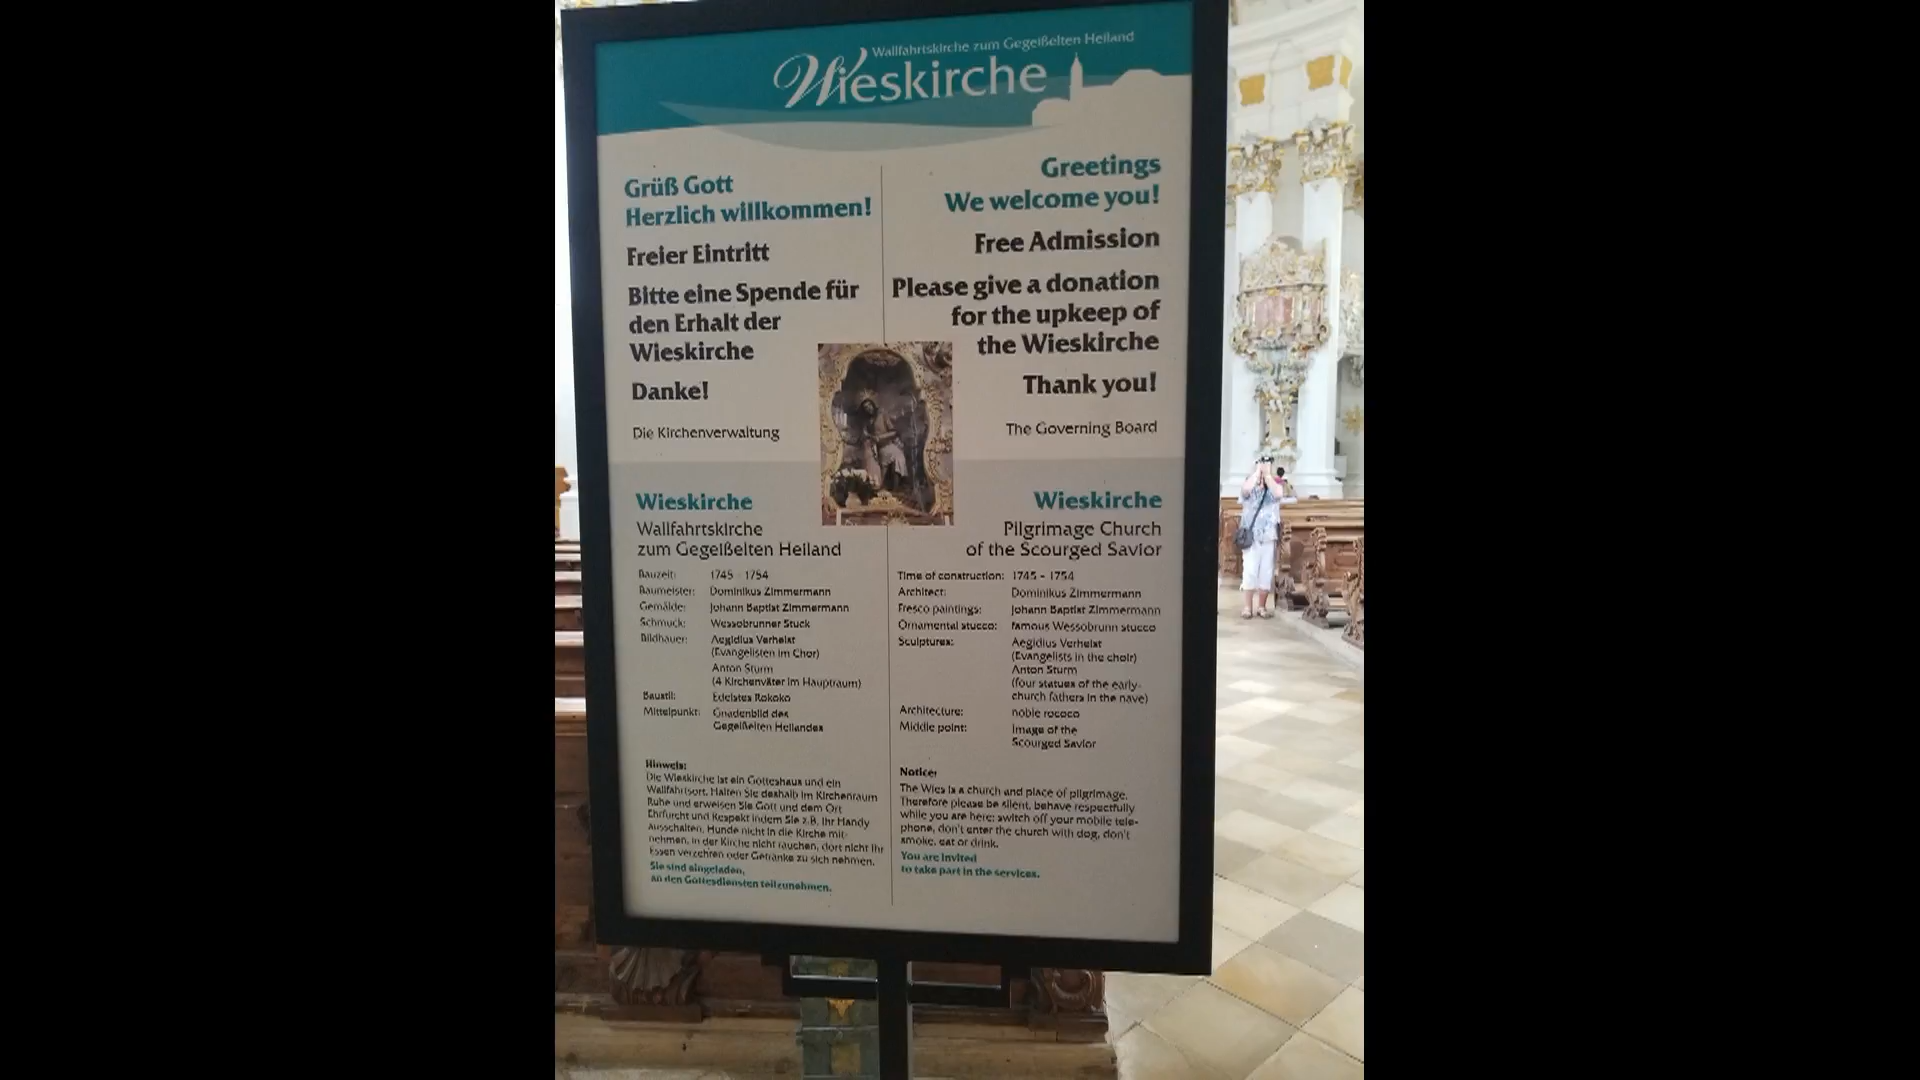 Wallfahrtskirche zum Gegeißelten Heiland
Wieskirche
Grüß Gott
Herzlich willkommen!
Freier Eintritt
Bitte eine Spende für
den Erhalt der
Wieskirche
Danke!
Die Kirchenverwaltung
Greetings
We welcome you!
Free Admission
Please give a donation
for the upkeep of
the Wieskirche
Thank you!
The Governing Board
Wieskirche
Wallfahrtskirche
zum Gegeißelten Heiland
Bauzeit: 1745 - 1754
Baumeister: Dominikus Zimmermann
Gemälde: Johann Baptist Zimmermann
Schmuck: Wessobrunner Stuck
Bildhauer: Aegidius Verhelst
(Evangelisten im Chor)
Anton Sturm
(4 Kirchenväter im Hauptraum)
Baustil: Edelstes Rokoko
Mittelpunkt: Gnadenbild des
Gegeißelten Heilandes
Hinweis:
Die Wieskirche ist ein Gotteshaus und ein
Wallfahrtsort. Halten Sie deshalb im Kirchenraum
Ruhe und erweisen Sie Gott und dem Ort
Ehrfurcht und Respekt indem Sie z.B. Ihr Handy
ausschalten, Hunde nicht in die Kirche mit-
nehmen, in der Kirche nicht rauchen, dort nicht Ihr
Essen verzehren oder Getränke zu sich nehmen.
Sie sind eingeladen,
an den Gottesdiensten teilzunehmen.
Wieskirche
Pilgrimage Church
of the Scourged Savior
Time of construction: 1745 - 1754
Architect: Dominikus Zimmermann
Fresco paintings: Johann Baptist Zimmermann
Ornamental stucco: famous Wessobrunn stucco
Sculptures: Aegidius Verhelst
(Evangelists in the choir)
Anton Sturm
(four statues of the early-
church fathers in the nave)
Architecture: noble rococo
Middle point: Image of the
Scourged Savior
Notice:
The Wies is a church and place of pilgrimage.
Therefore please be silent, behave respectfully
while you are here: switch off your mobile tele-
phone, don't enter the church with dog, don't
smoke, eat or drink.
You are invited
to take part in the services.